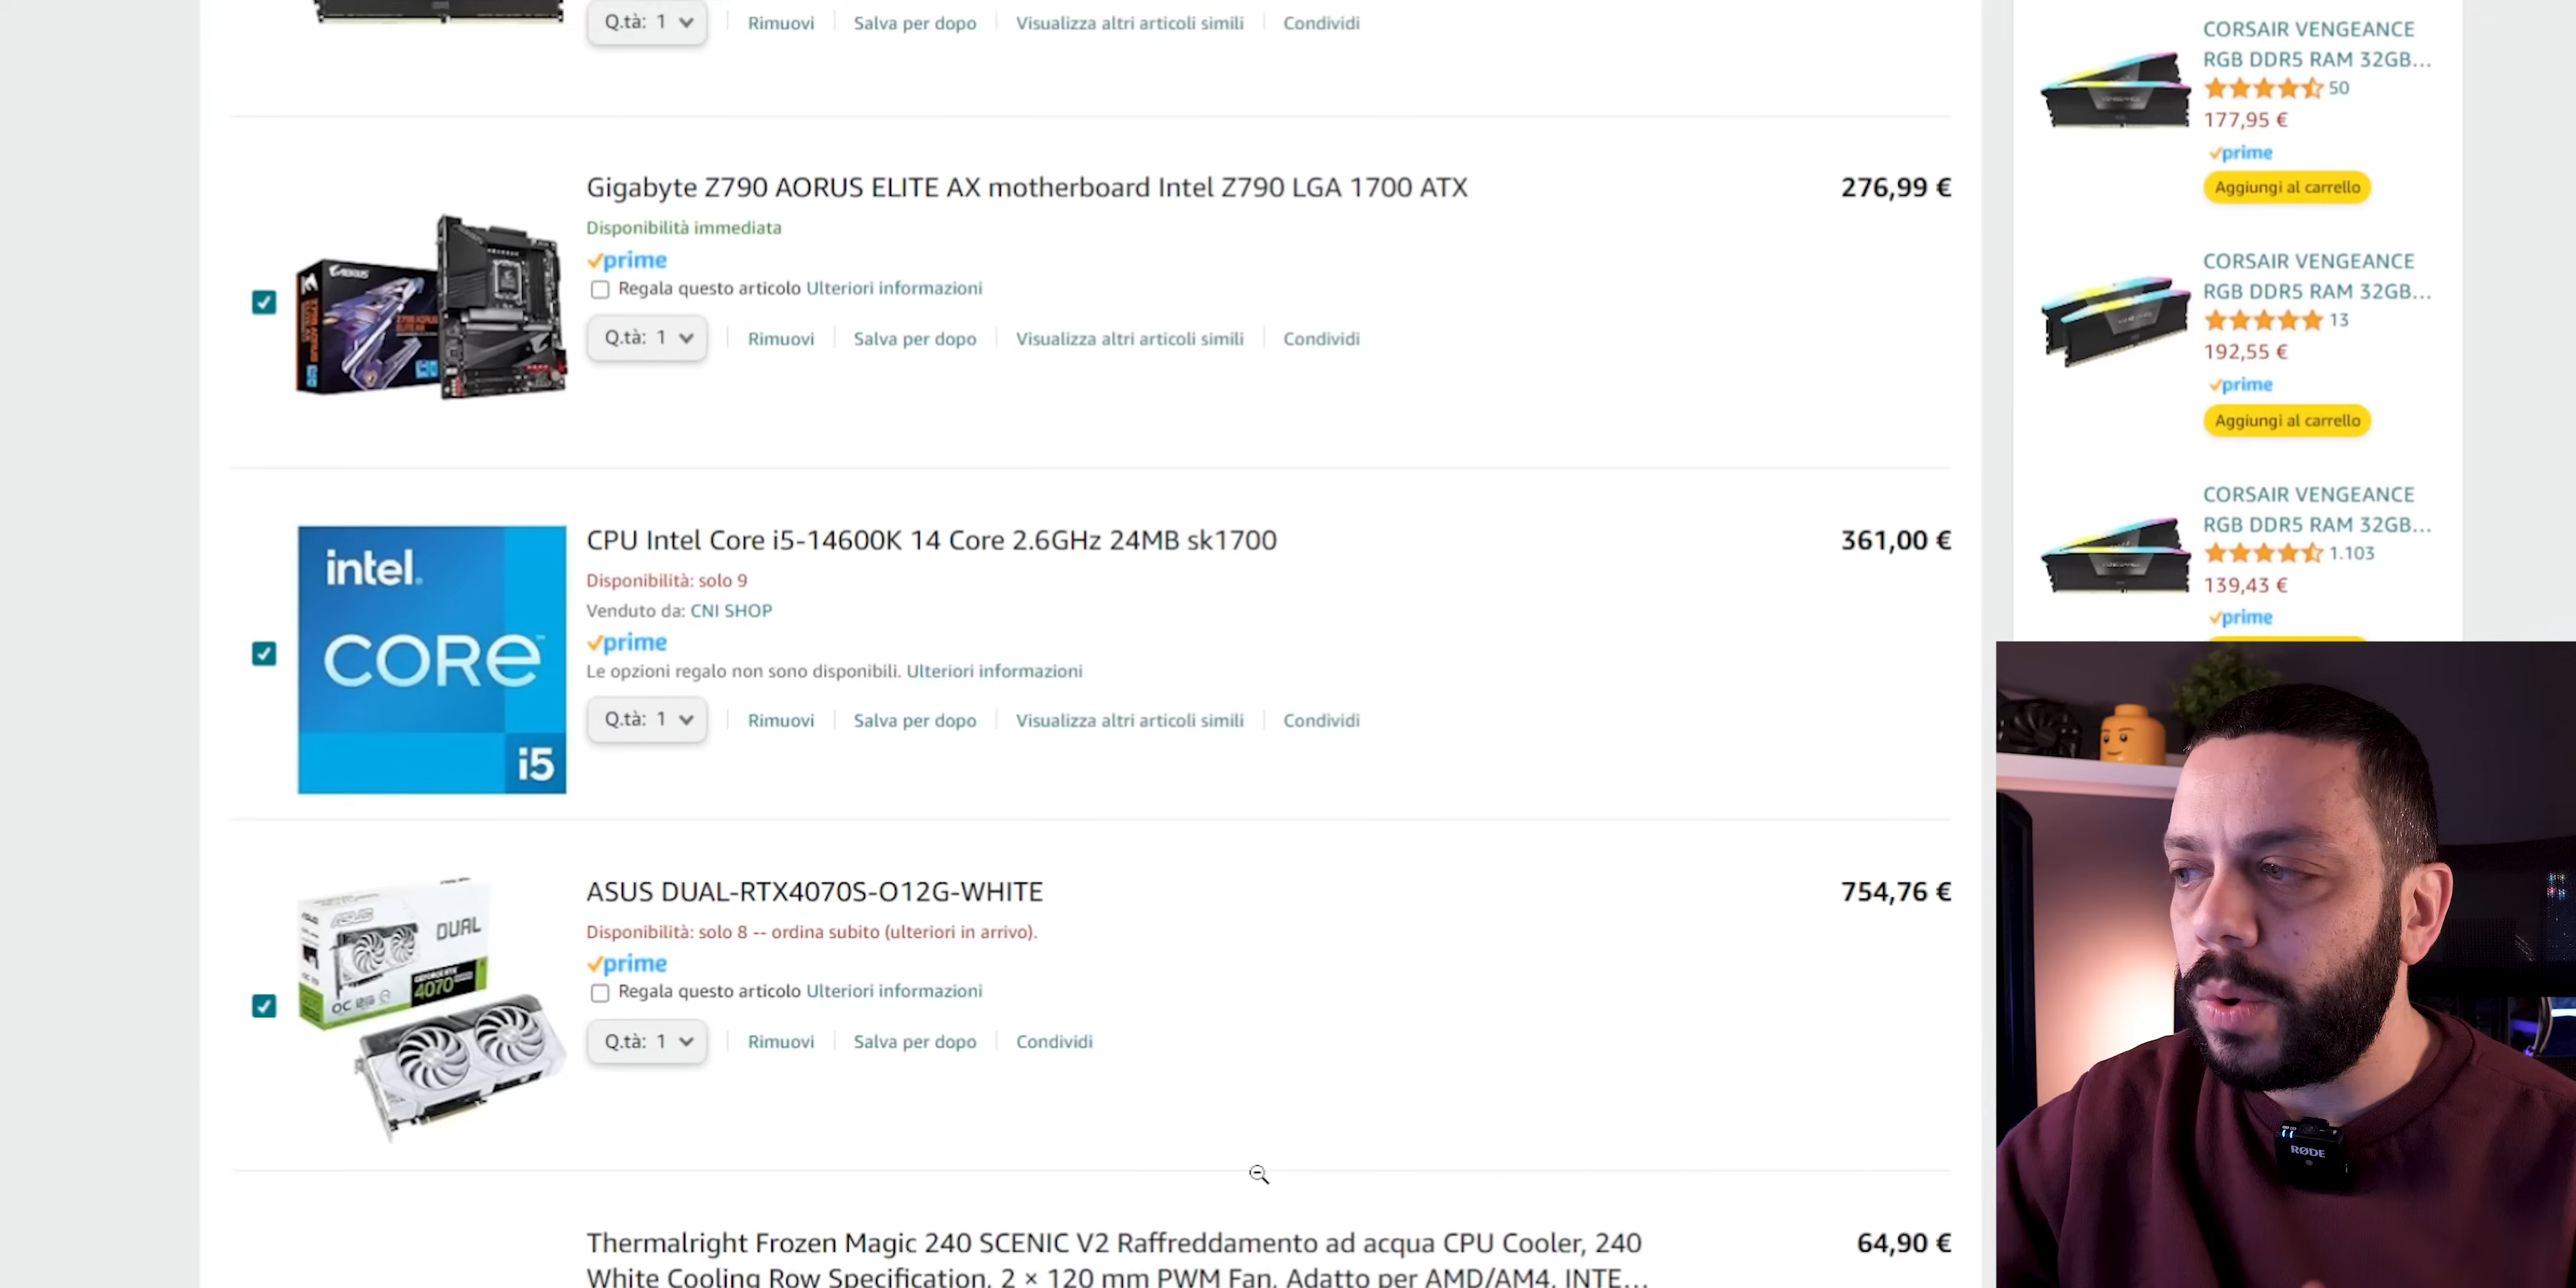 Q.tà: 1 Rimuovi Salva per dopo Visualizza altri articoli simili Condividi
Gigabyte Z790 AORUS ELITE AX motherboard Intel Z790 LGA 1700 ATX
276,99 €
Disponibilità immediata
prime
Regala questo articolo Ulteriori informazioni
Q.tà: 1 Rimuovi Salva per dopo Visualizza altri articoli simili Condividi
AORUS
intel.
CORE
i5
CPU Intel Core i5-14600K 14 Core 2.6GHz 24MB sk1700
361,00 €
Disponibilità: solo 9
Venduto da: CNI SHOP
prime
Le opzioni regalo non sono disponibili. Ulteriori informazioni
Q.tà: 1 Rimuovi Salva per dopo Visualizza altri articoli simili Condividi
DUAL
4070
ASUS DUAL-RTX4070S-O12G-WHITE
754,76 €
Disponibilità: solo 8 -- ordina subito (ulteriori in arrivo).
prime
Regala questo articolo Ulteriori informazioni
Q.tà: 1 Rimuovi Salva per dopo Condividi
Thermalright Frozen Magic 240 SCENIC V2 Raffreddamento ad acqua CPU Cooler, 240
64,90 €
White Cooling Row Specification, 2 × 120 mm PWM Fan, Adatto per AMD/AM4, INTE...
CORSAIR VENGEANCE
RGB DDR5 RAM 32GB...
50
177,95 €
prime
Aggiungi al carrello
CORSAIR VENGEANCE
RGB DDR5 RAM 32GB...
13
192,55 €
prime
Aggiungi al carrello
CORSAIR VENGEANCE
RGB DDR5 RAM 32GB...
1.103
139,43 €
prime
RØDE